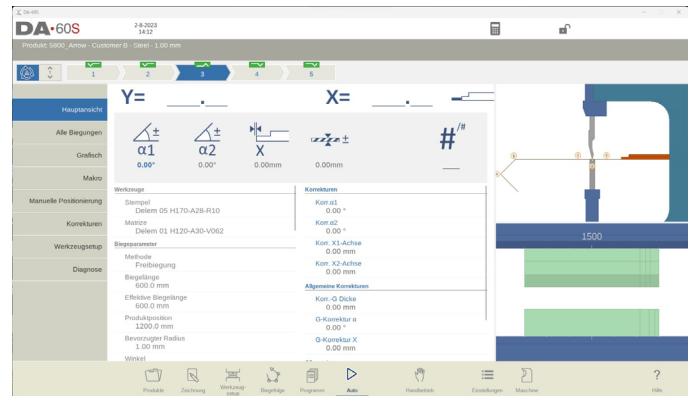 DA-60S
DA•60S
2-8-2023
14:12
Produkt: 5800_Arrow - Customer B - Steel - 1.00 mm
1
2
3
4
5
Hauptansicht
Alle Biegungen
Grafisch
Makro
Manuelle Positionierung
Korrekturen
Werkzeugsetup
Diagnose
Y= ___.__
X= ___.__
α1
0.00°
α2
0.00°
X
0.00mm
0.00mm
#/#
Werkzeuge
Stempel
Delem 05 H170-A28-R10
Matrize
Delem 01 H120-A30-V062
Biegeparameter
Methode
Freibiegung
Biegelänge
600.0 mm
Effektive Biegelänge
600.0 mm
Produktposition
1200.0 mm
Bevorzugter Radius
1.00 mm
Winkel
Korrekturen
Korr.α1
0.00 °
Korr.α2
0.00 °
Korr. X1-Achse
0.00 mm
Korr. X2-Achse
0.00 mm
Allgemeine Korrekturen
Korr.-G Dicke
0.00 mm
G-Korrektur α
0.00 °
G-Korrektur X
0.00 mm
1500
Produkte
Zeichnung
Werkzeug-
setup
Biegefolge
Programm
Auto
Handbetrieb
Einstellungen
Maschine
?
Hilfe